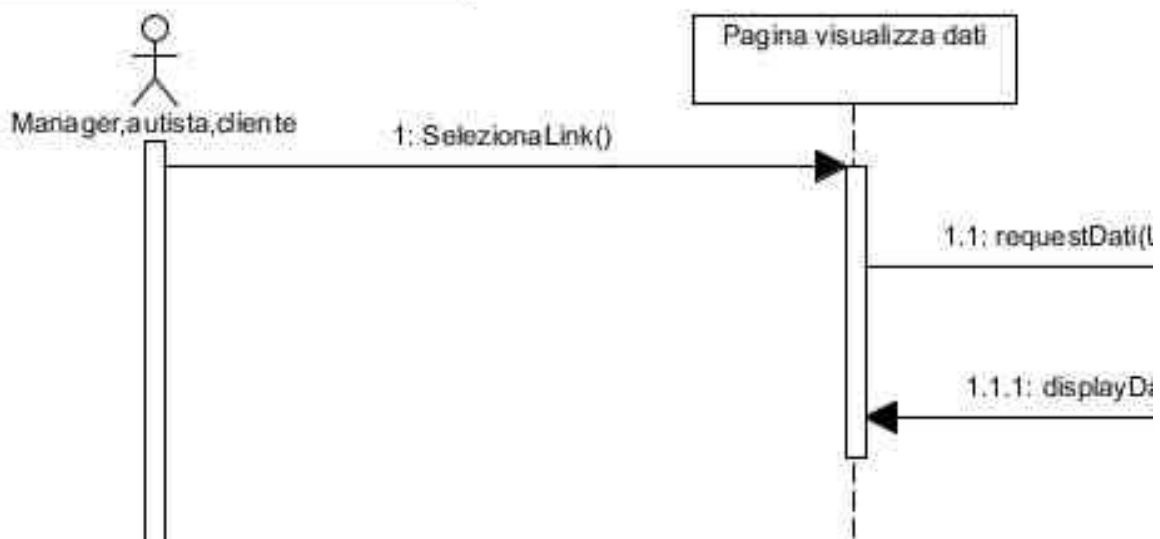 Pagina visualizza dati
Manager,autista,cliente
1: SelezionaLink()
1.1: requestDati(
1.1.1: displayDa